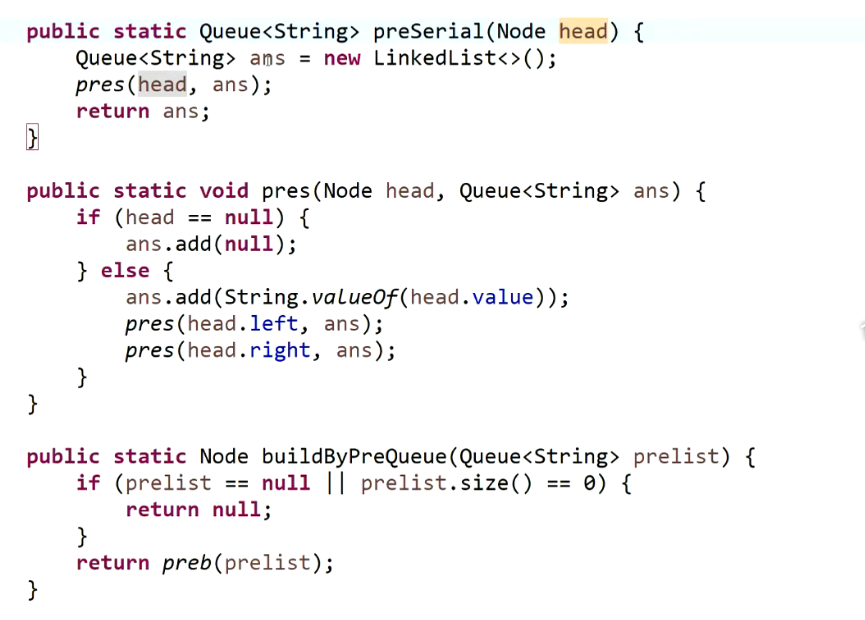 public static Queue<String> preSerial(Node head) {
    Queue<String> ans = new LinkedList<>();
    pres(head, ans);
    return ans;
}

public static void pres(Node head, Queue<String> ans) {
    if (head == null) {
        ans.add(null);
    } else {
        ans.add(String.valueOf(head.value));
        pres(head.left, ans);
        pres(head.right, ans);
    }
}

public static Node buildByPreQueue(Queue<String> prelist) {
    if (prelist == null || prelist.size() == 0) {
        return null;
    }
    return preb(prelist);
}